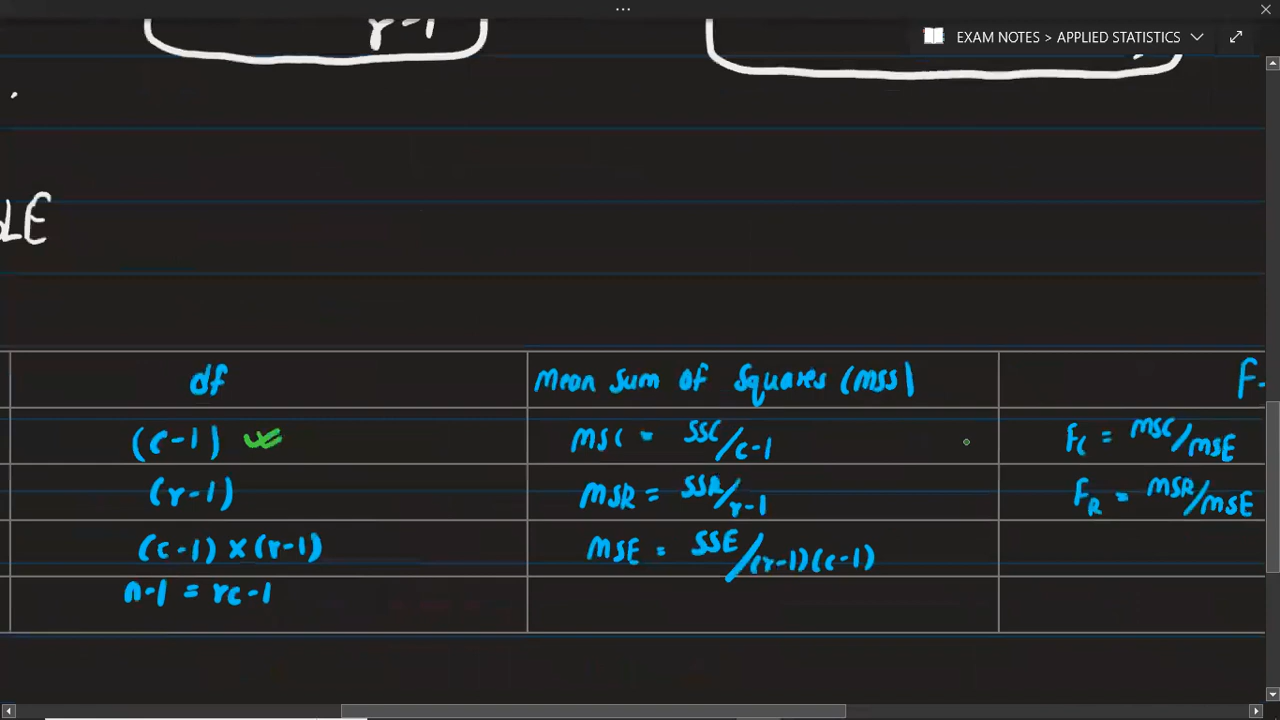 EXAM NOTES > APPLIED STATISTICS
r-1
df
Mean sum of Squares (MSS)
(c-1)
MSC = SSC/c-1
FC = MSC/MSE
(r-1)
MSR = SSR/r-1
FR = MSR/MSE
(c-1) x (r-1)
MSE = SSE/(r-1)(c-1)
n-1 = rc-1